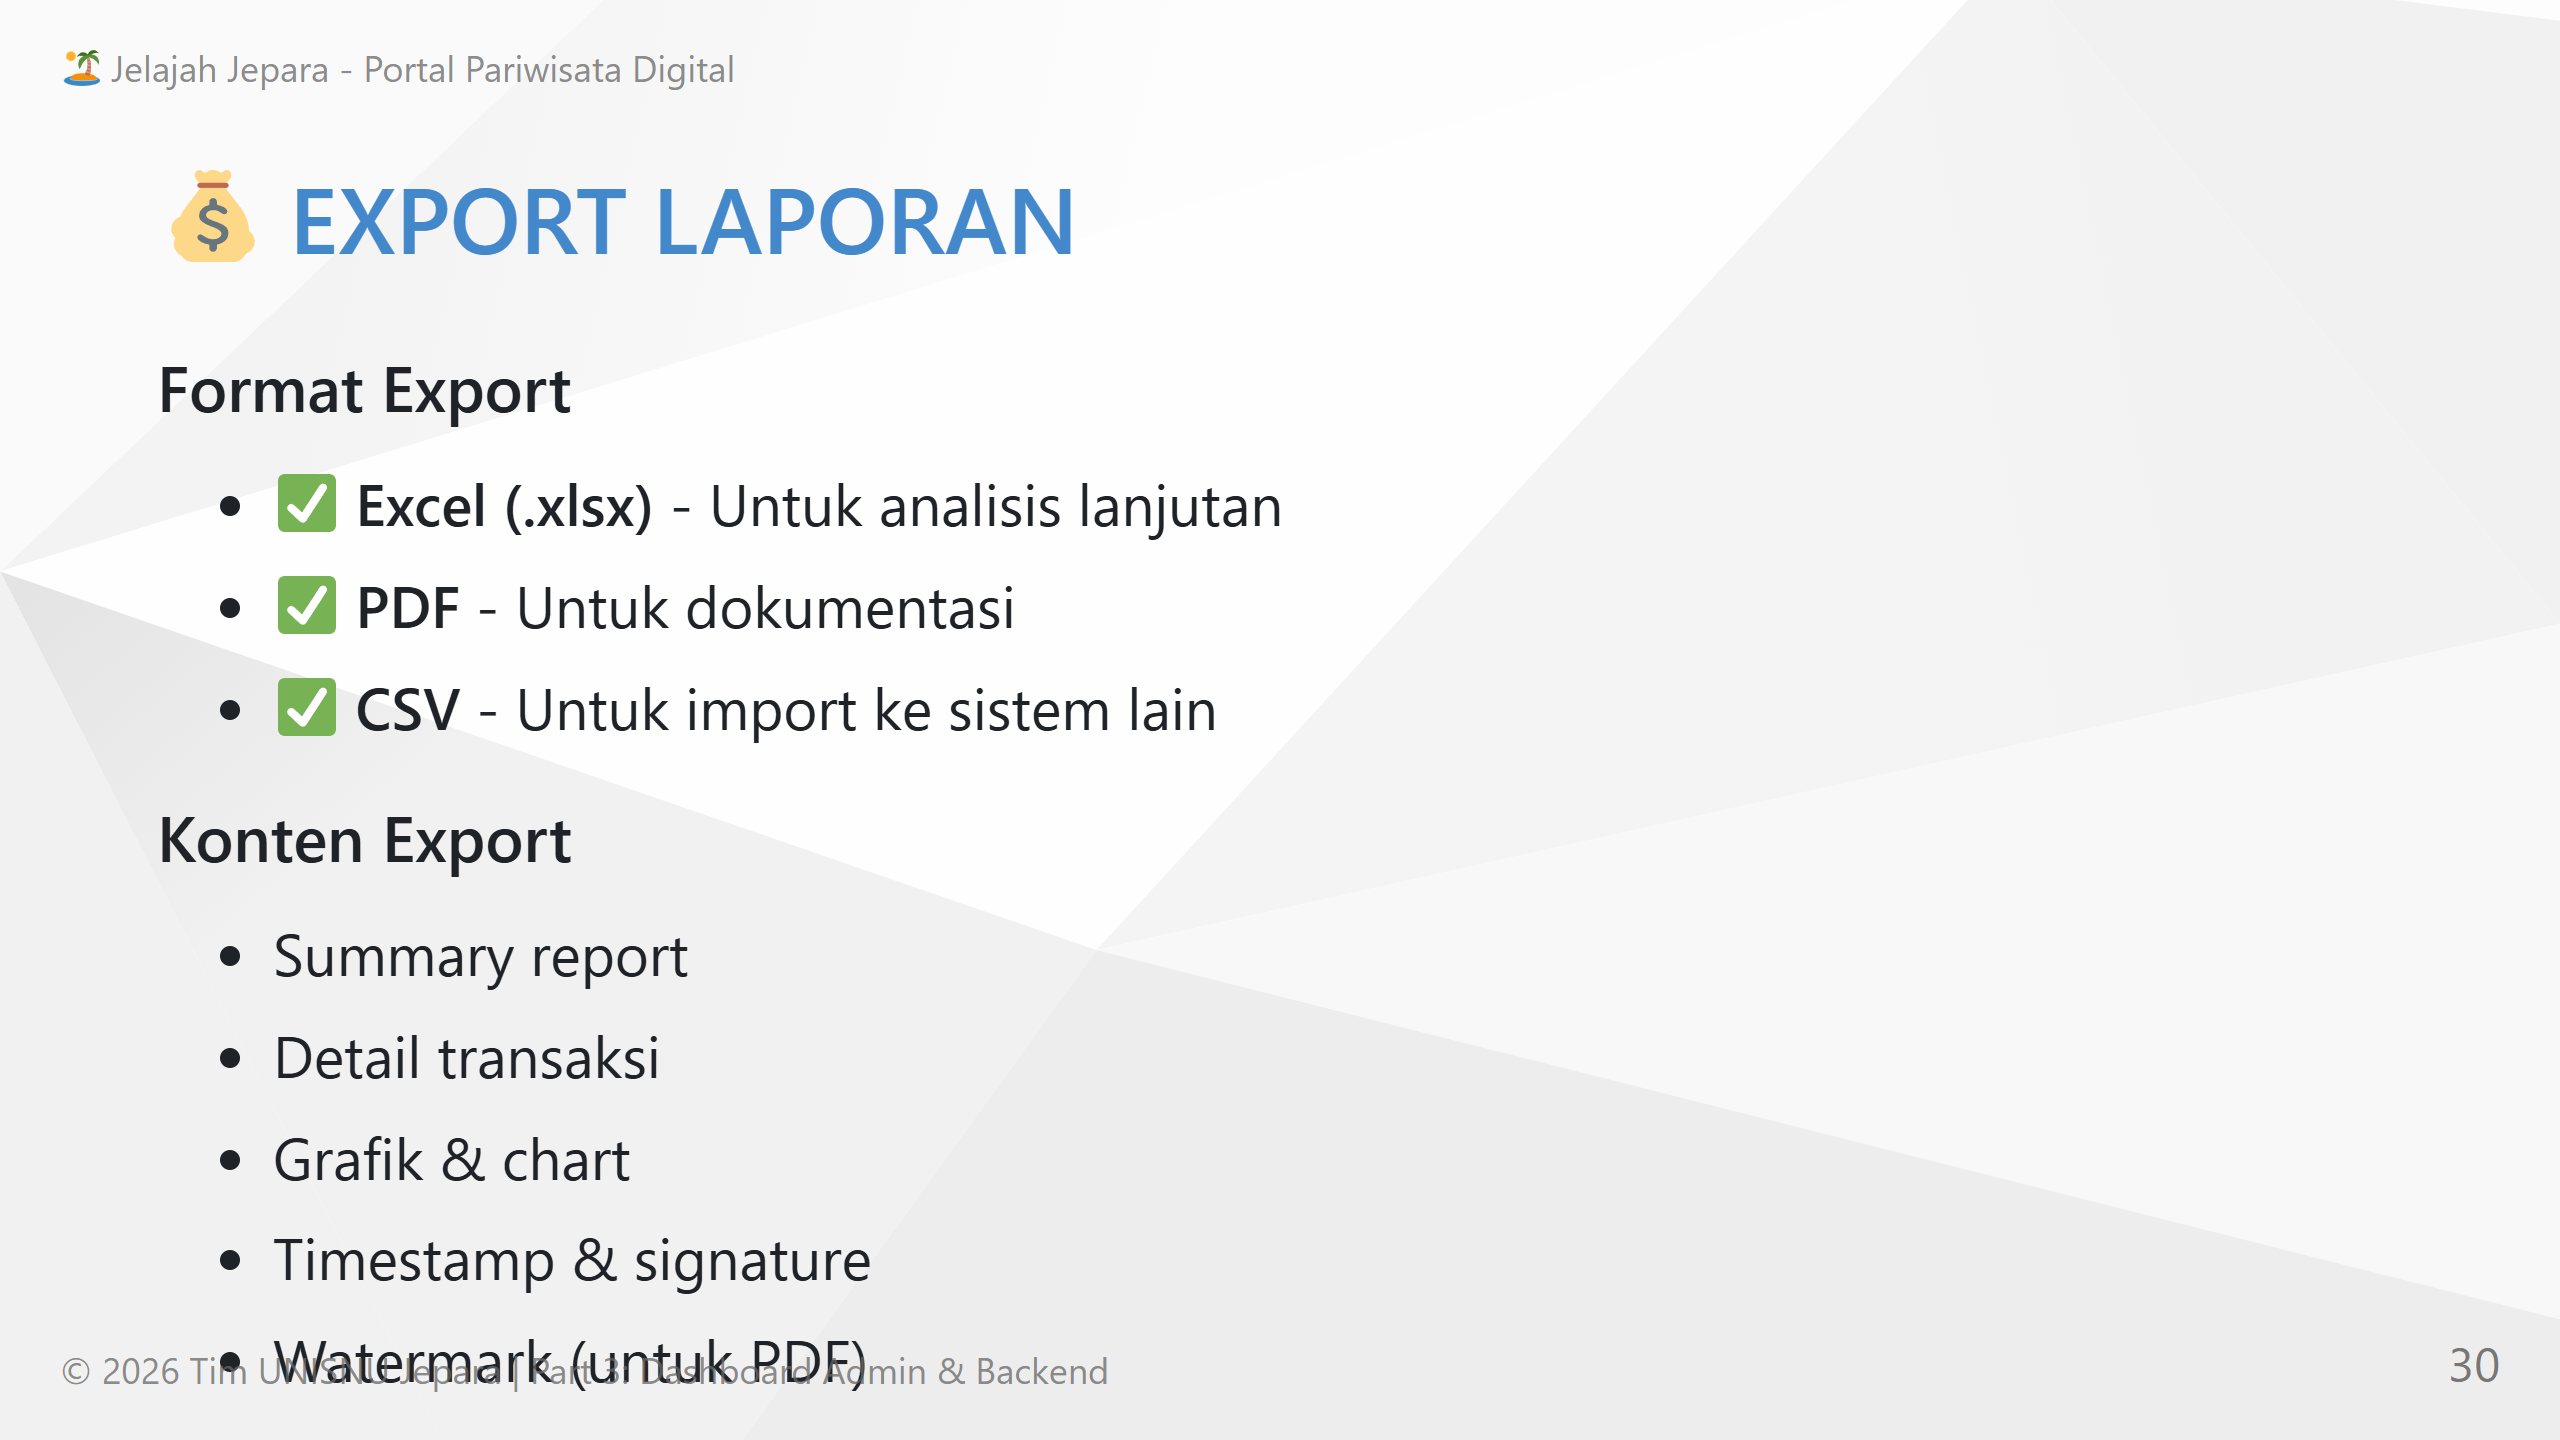 Jelajah Jepara - Portal Pariwisata Digital
EXPORT LAPORAN
Format Export
• ✅ Excel (.xlsx) - Untuk analisis lanjutan
• ✅ PDF - Untuk dokumentasi
• ✅ CSV - Untuk import ke sistem lain
Konten Export
• Summary report
• Detail transaksi
• Grafik & chart
• Timestamp & signature
• Watermark (untuk PDF)
© 2026 Tim UNISNU Jepara | Part 3: Dashboard Admin & Backend
30